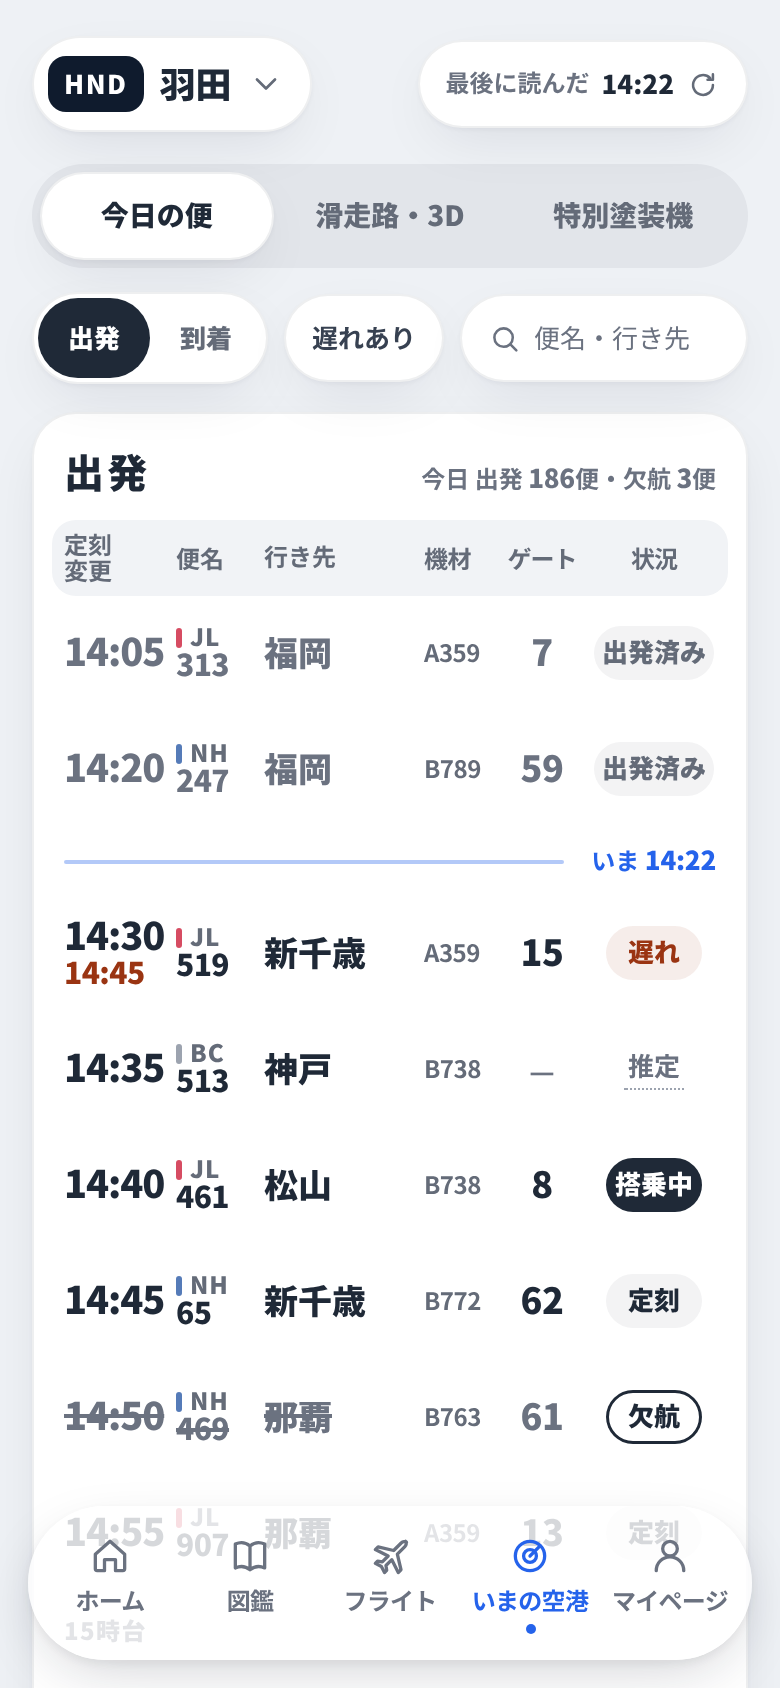 HND 羽田
最後に読んだ 14:22
今日の便 滑走路・3D 特別塗装機
出発 到着 遅れあり 便名・行き先
出発
今日 出発 186便・欠航 3便
定刻
変更
便名 行き先 機材 ゲート 状況
14:05 JL 313 福岡 A359 7 出発済み
14:20 NH 247 福岡 B789 59 出発済み
いま 14:22
14:30 JL 519 新千歳 A359 15 遅れ
14:45
14:35 BC 513 神戸 B738 — 推定
14:40 JL 461 松山 B738 8 搭乗中
14:45 NH 65 新千歳 B772 62 定刻
14:50 NH 469 那覇 B763 61 欠航
14:55 JL 907 那覇 A359 13 定刻
ホーム 図鑑 フライト いまの空港 マイページ
15時台